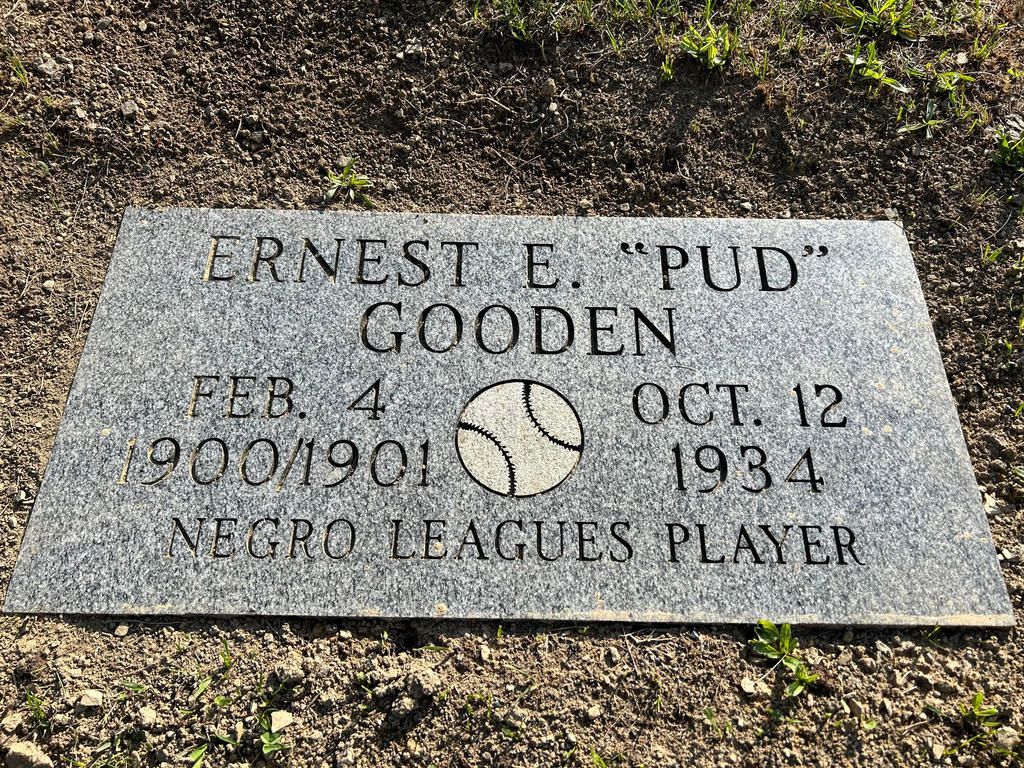 ERNEST E. “PUD”
GOODEN
FEB. 4 OCT. 12
1900/1901 1934
NEGRO LEAGUES PLAYER